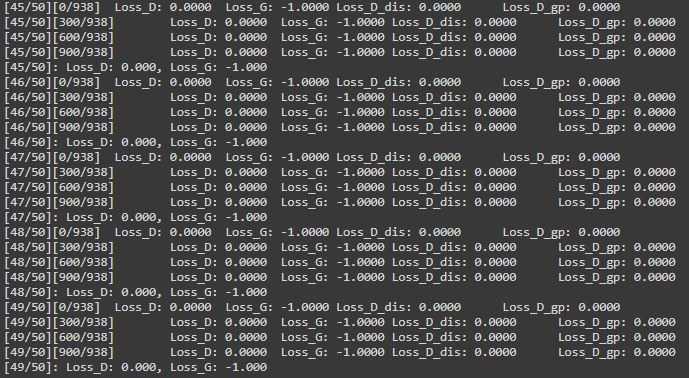 [45/50][0/938] Loss_D: 0.0000 Loss_G: -1.0000 Loss_D_dis: 0.0000 Loss_D_gp: 0.0000
[45/50][300/938] Loss_D: 0.0000 Loss_G: -1.0000 Loss_D_dis: 0.0000 Loss_D_gp: 0.0000
[45/50][600/938] Loss_D: 0.0000 Loss_G: -1.0000 Loss_D_dis: 0.0000 Loss_D_gp: 0.0000
[45/50][900/938] Loss_D: 0.0000 Loss_G: -1.0000 Loss_D_dis: 0.0000 Loss_D_gp: 0.0000
[45/50]: Loss_D: 0.000, Loss_G: -1.000
[46/50][0/938] Loss_D: 0.0000 Loss_G: -1.0000 Loss_D_dis: 0.0000 Loss_D_gp: 0.0000
[46/50][300/938] Loss_D: 0.0000 Loss_G: -1.0000 Loss_D_dis: 0.0000 Loss_D_gp: 0.0000
[46/50][600/938] Loss_D: 0.0000 Loss_G: -1.0000 Loss_D_dis: 0.0000 Loss_D_gp: 0.0000
[46/50][900/938] Loss_D: 0.0000 Loss_G: -1.0000 Loss_D_dis: 0.0000 Loss_D_gp: 0.0000
[46/50]: Loss_D: 0.000, Loss_G: -1.000
[47/50][0/938] Loss_D: 0.0000 Loss_G: -1.0000 Loss_D_dis: 0.0000 Loss_D_gp: 0.0000
[47/50][300/938] Loss_D: 0.0000 Loss_G: -1.0000 Loss_D_dis: 0.0000 Loss_D_gp: 0.0000
[47/50][600/938] Loss_D: 0.0000 Loss_G: -1.0000 Loss_D_dis: 0.0000 Loss_D_gp: 0.0000
[47/50][900/938] Loss_D: 0.0000 Loss_G: -1.0000 Loss_D_dis: 0.0000 Loss_D_gp: 0.0000
[47/50]: Loss_D: 0.000, Loss_G: -1.000
[48/50][0/938] Loss_D: 0.0000 Loss_G: -1.0000 Loss_D_dis: 0.0000 Loss_D_gp: 0.0000
[48/50][300/938] Loss_D: 0.0000 Loss_G: -1.0000 Loss_D_dis: 0.0000 Loss_D_gp: 0.0000
[48/50][600/938] Loss_D: 0.0000 Loss_G: -1.0000 Loss_D_dis: 0.0000 Loss_D_gp: 0.0000
[48/50][900/938] Loss_D: 0.0000 Loss_G: -1.0000 Loss_D_dis: 0.0000 Loss_D_gp: 0.0000
[48/50]: Loss_D: 0.000, Loss_G: -1.000
[49/50][0/938] Loss_D: 0.0000 Loss_G: -1.0000 Loss_D_dis: 0.0000 Loss_D_gp: 0.0000
[49/50][300/938] Loss_D: 0.0000 Loss_G: -1.0000 Loss_D_dis: 0.0000 Loss_D_gp: 0.0000
[49/50][600/938] Loss_D: 0.0000 Loss_G: -1.0000 Loss_D_dis: 0.0000 Loss_D_gp: 0.0000
[49/50][900/938] Loss_D: 0.0000 Loss_G: -1.0000 Loss_D_dis: 0.0000 Loss_D_gp: 0.0000
[49/50]: Loss_D: 0.000, Loss_G: -1.000